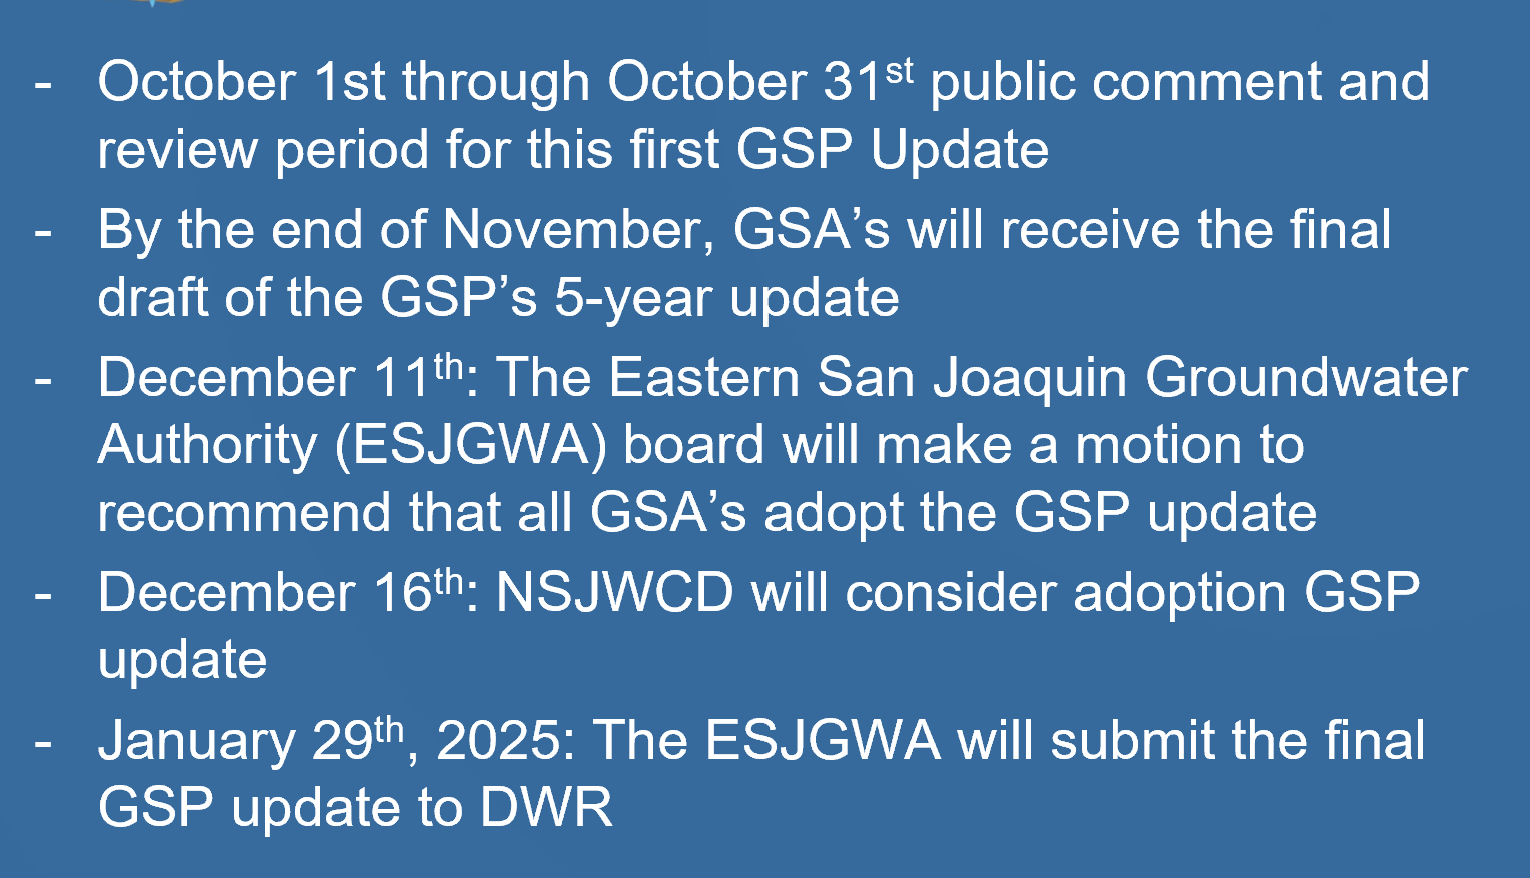 - October 1st through October 31st public comment and
review period for this first GSP Update
- By the end of November, GSA’s will receive the final
draft of the GSP’s 5-year update
- December 11th: The Eastern San Joaquin Groundwater
Authority (ESJGWA) board will make a motion to
recommend that all GSA’s adopt the GSP update
- December 16th: NSJWCD will consider adoption GSP
update
- January 29th, 2025: The ESJGWA will submit the final
GSP update to DWR